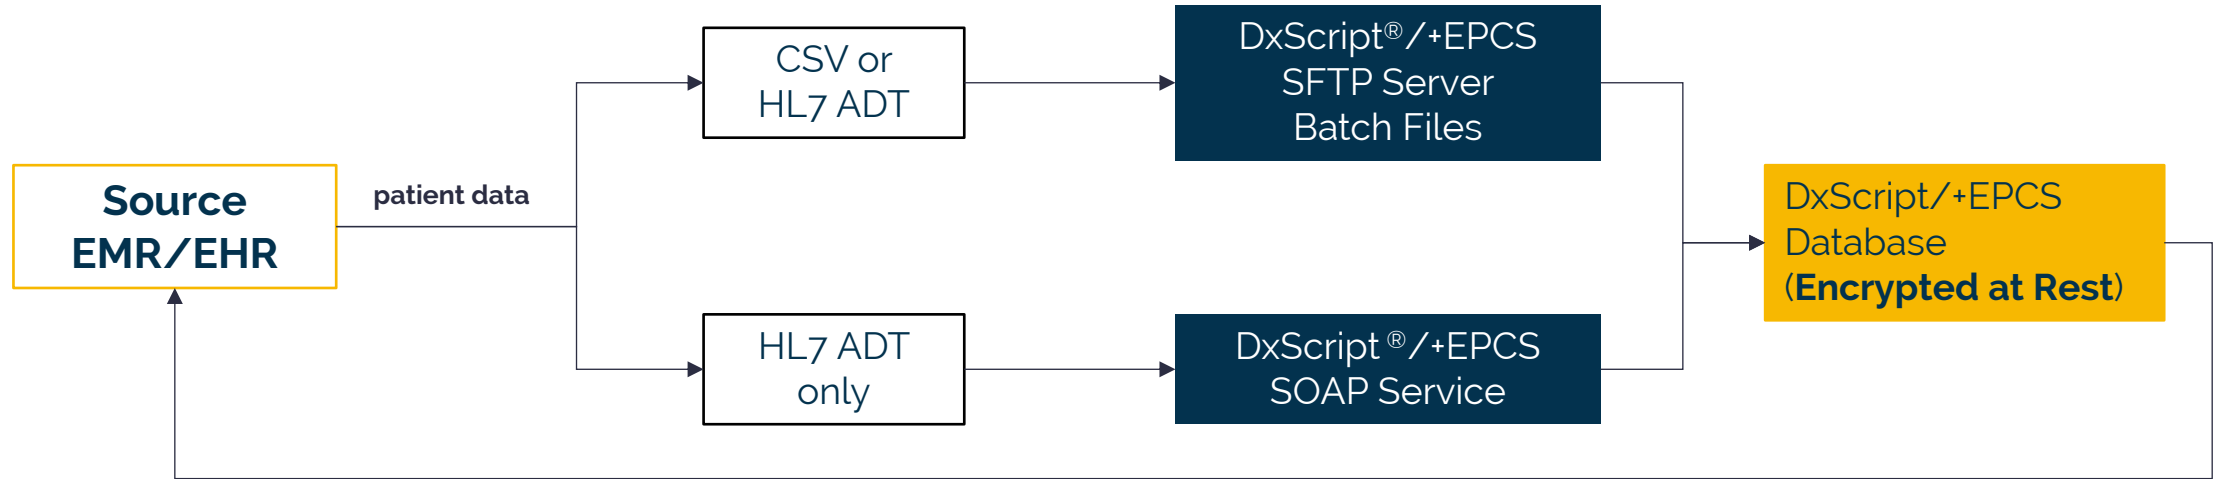 Source
EMR/EHR
patient data
CSV or
HL7 ADT
DxScript®/+EPCS
SFTP Server
Batch Files
HL7 ADT
only
DxScript ®/+EPCS
SOAP Service
DxScript/+EPCS
Database
(Encrypted at Rest)